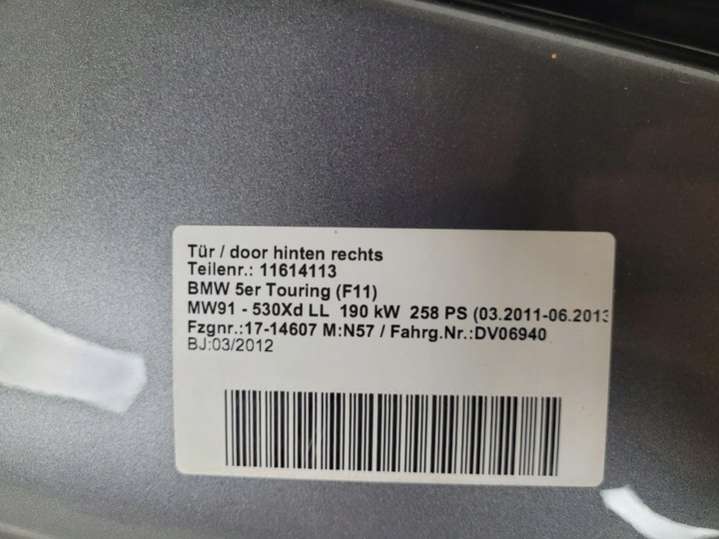 Tür / door hinten rechts
Teilenr.: 11614113
BMW 5er Touring (F11)
MW91 - 530Xd LL 190 kW 258 PS (03.2011-06.2013
Fzgnr.:17-14607 M:N57 / Fahrg.Nr.:DV06940
BJ:03/2012